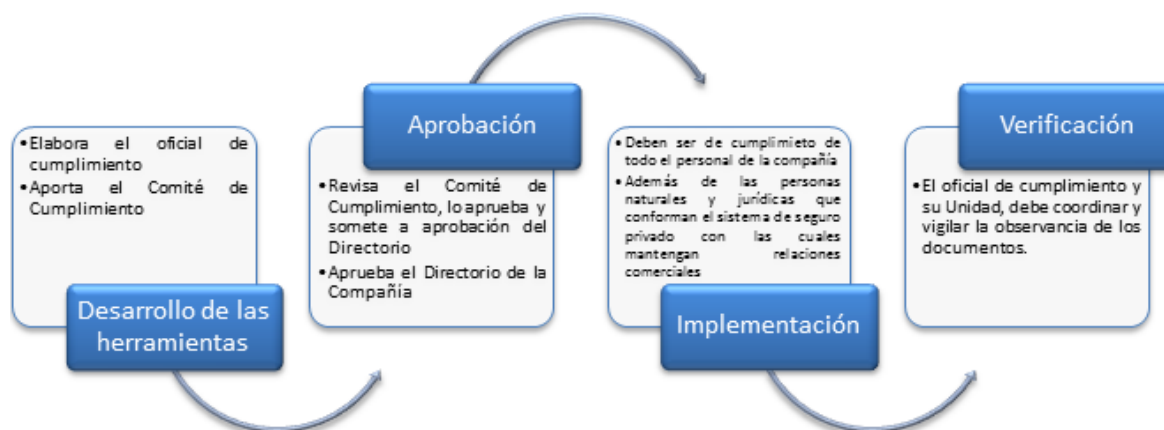 •Elabora el oficial de
cumplimiento
•Aporta el Comité de
Cumplimiento
Desarrollo de las
herramientas
Aprobación
•Revisa el Comité de
Cumplimiento, lo aprueba y
somete a aprobación del
Directorio
•Aprueba el Directorio de la
Compañía
•Deben ser de cumplimieto de
todo el personal de la compañía
•Además de las personas
naturales y jurídicas que
conforman el sistema de seguro
privado con las cuales
mantengan relaciones
comerciales
Implementación
Verificación
•El oficial de cumplimiento y
su Unidad, debe coordinar y
vigilar la observancia de los
documentos.